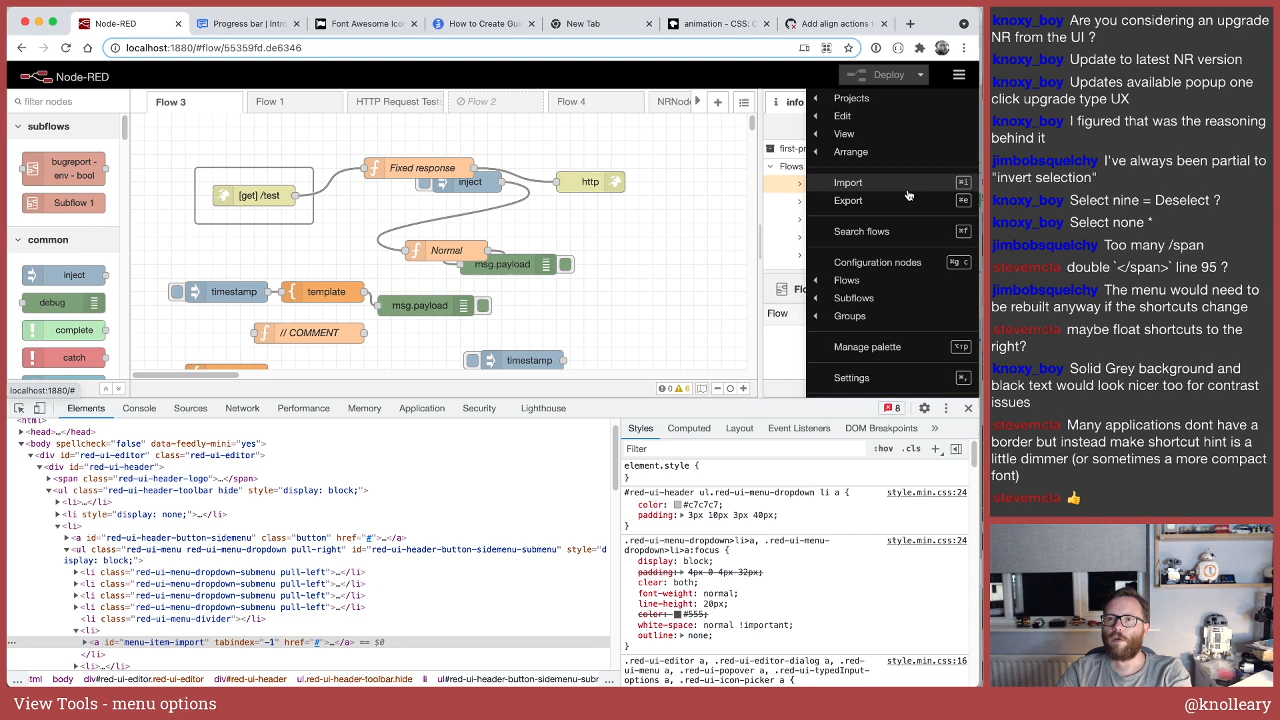 Node-RED
Progress bar | Intro
Font Awesome Icon
How to Create Gui
New Tab
animation - CSS: C
Add align actions f
localhost:1880/#flow/55359fd.de6346
Node-RED
Deploy
filter nodes
Flow 3
Flow 1
HTTP Request Test
Flow 2
Flow 4
NRNode
info
subflows
bugreport -
env - bool
Subflow 1
common
inject
debug
complete
catch
[get] /test
Fixed response
inject
http
Normal
msg.payload
timestamp
template
msg.payload
// COMMENT
timestamp
first-pr
Flows
Flow
Projects
Edit
View
Arrange
Import ⌘i
Export ⌘e
Search flows ⌘f
Configuration nodes ⌘g c
Flows
Subflows
Groups
Manage palette ⌥⇧p
Settings ⌘,
localhost:1880/#
0 6
Elements Console Sources Network Performance Memory Application Security Lighthouse
8
<html>
<head>…</head>
<body spellcheck="false" data-feedly-mini="yes">
<div id="red-ui-editor" class="red-ui-editor">
<div id="red-ui-header">
<span class="red-ui-header-logo">…</span>
<ul class="red-ui-header-toolbar hide" style="display: block;">
<li>…</li>
<li style="display: none;">…</li>
<li>
<a id="red-ui-header-button-sidemenu" class="button" href="#">…</a>
<ul class="red-ui-menu red-ui-menu-dropdown pull-right" id="red-ui-header-button-sidemenu-submenu" style="d
isplay: block;">
<li class="red-ui-menu-dropdown-submenu pull-left">…</li>
<li class="red-ui-menu-dropdown-submenu pull-left">…</li>
<li class="red-ui-menu-dropdown-submenu pull-left">…</li>
<li class="red-ui-menu-dropdown-submenu pull-left">…</li>
<li class="red-ui-menu-divider">…</li>
<li>
<a id="menu-item-import" tabindex="-1" href="#">…</a> == $0
</li>
<li>…</li>
tml body div#red-ui-editor.red-ui-editor div#red-ui-header ul.red-ui-header-toolbar.hide li ul#red-ui-header-button-sidemenu-subr
Styles Computed Layout Event Listeners DOM Breakpoints
Filter
:hov .cls
element.style {
}
#red-ui-header ul.red-ui-menu-dropdown li a { style.min.css:24
color: #c7c7c7;
padding: 3px 10px 3px 40px;
}
.red-ui-menu-dropdown>li>a, .red-ui-menu- style.min.css:24
dropdown>li>a:focus {
display: block;
padding: 4px 0 4px 32px;
clear: both;
font-weight: normal;
line-height: 20px;
color: #555;
white-space: normal !important;
outline: none;
}
.red-ui-editor a, .red-ui-editor-dialog a, .red- style.min.css:16
ui-menu a, .red-ui-popover a, .red-ui-typedInput-
options a, .red-ui-icon-picker a {
knoxy_boy Are you considering an upgrade
NR from the UI ?
knoxy_boy Update to latest NR version
knoxy_boy Updates available popup one
click upgrade type UX
knoxy_boy I figured that was the reasoning
behind it
jimbobsquelchy I've always been partial to
"invert selection"
knoxy_boy Select nine = Deselect ?
knoxy_boy Select none *
jimbobsquelchy Too many /span
stevemcla double `</span>` line 95 ?
jimbobsquelchy The menu would need to
be rebuilt anyway if the shortcuts change
stevemcla maybe float shortcuts to the
right?
knoxy_boy Solid Grey background and
black text would look nicer too for contrast
issues
stevemcla Many applications dont have a
border but instead make shortcut hint is a
little dimmer (or sometimes a more compact
font)
stevemcla 👍
View Tools - menu options
@knolleary